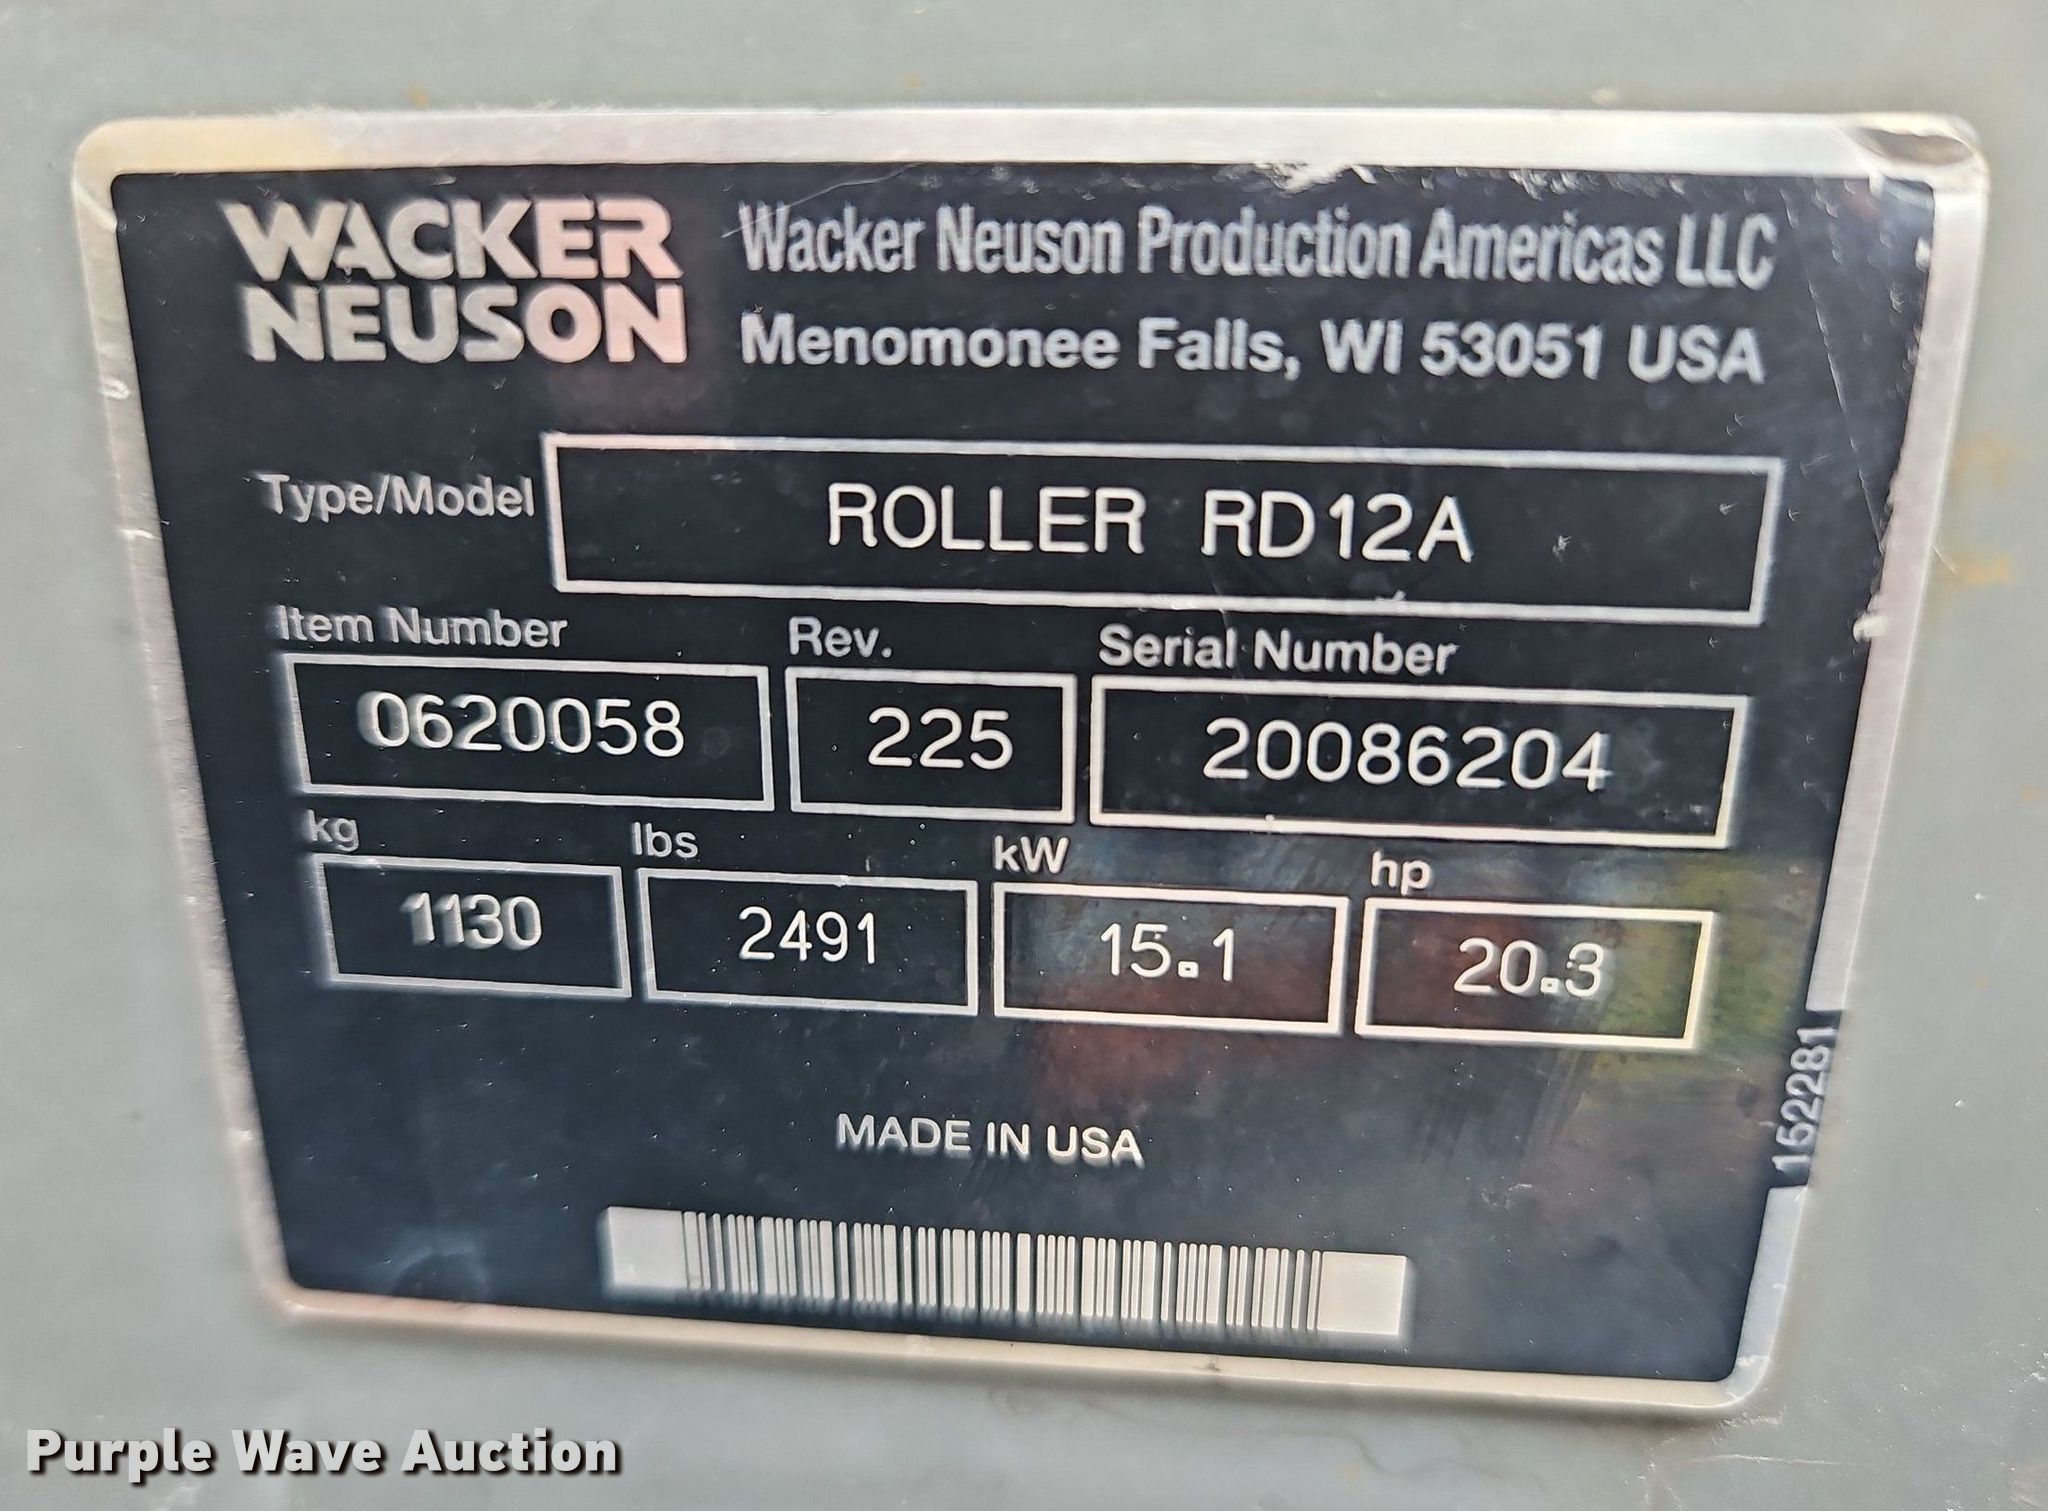 WACKER
NEUSON
Wacker Neuson Production Americas LLC
Menomonee Falls, WI 53051 USA
Type/Model
ROLLER RD12A
Item Number
Rev.
Serial Number
0620058
225
20086204
kg
lbs
kW
hp
1130
2491
15.1
20.3
MADE IN USA
152281
Purple Wave Auction